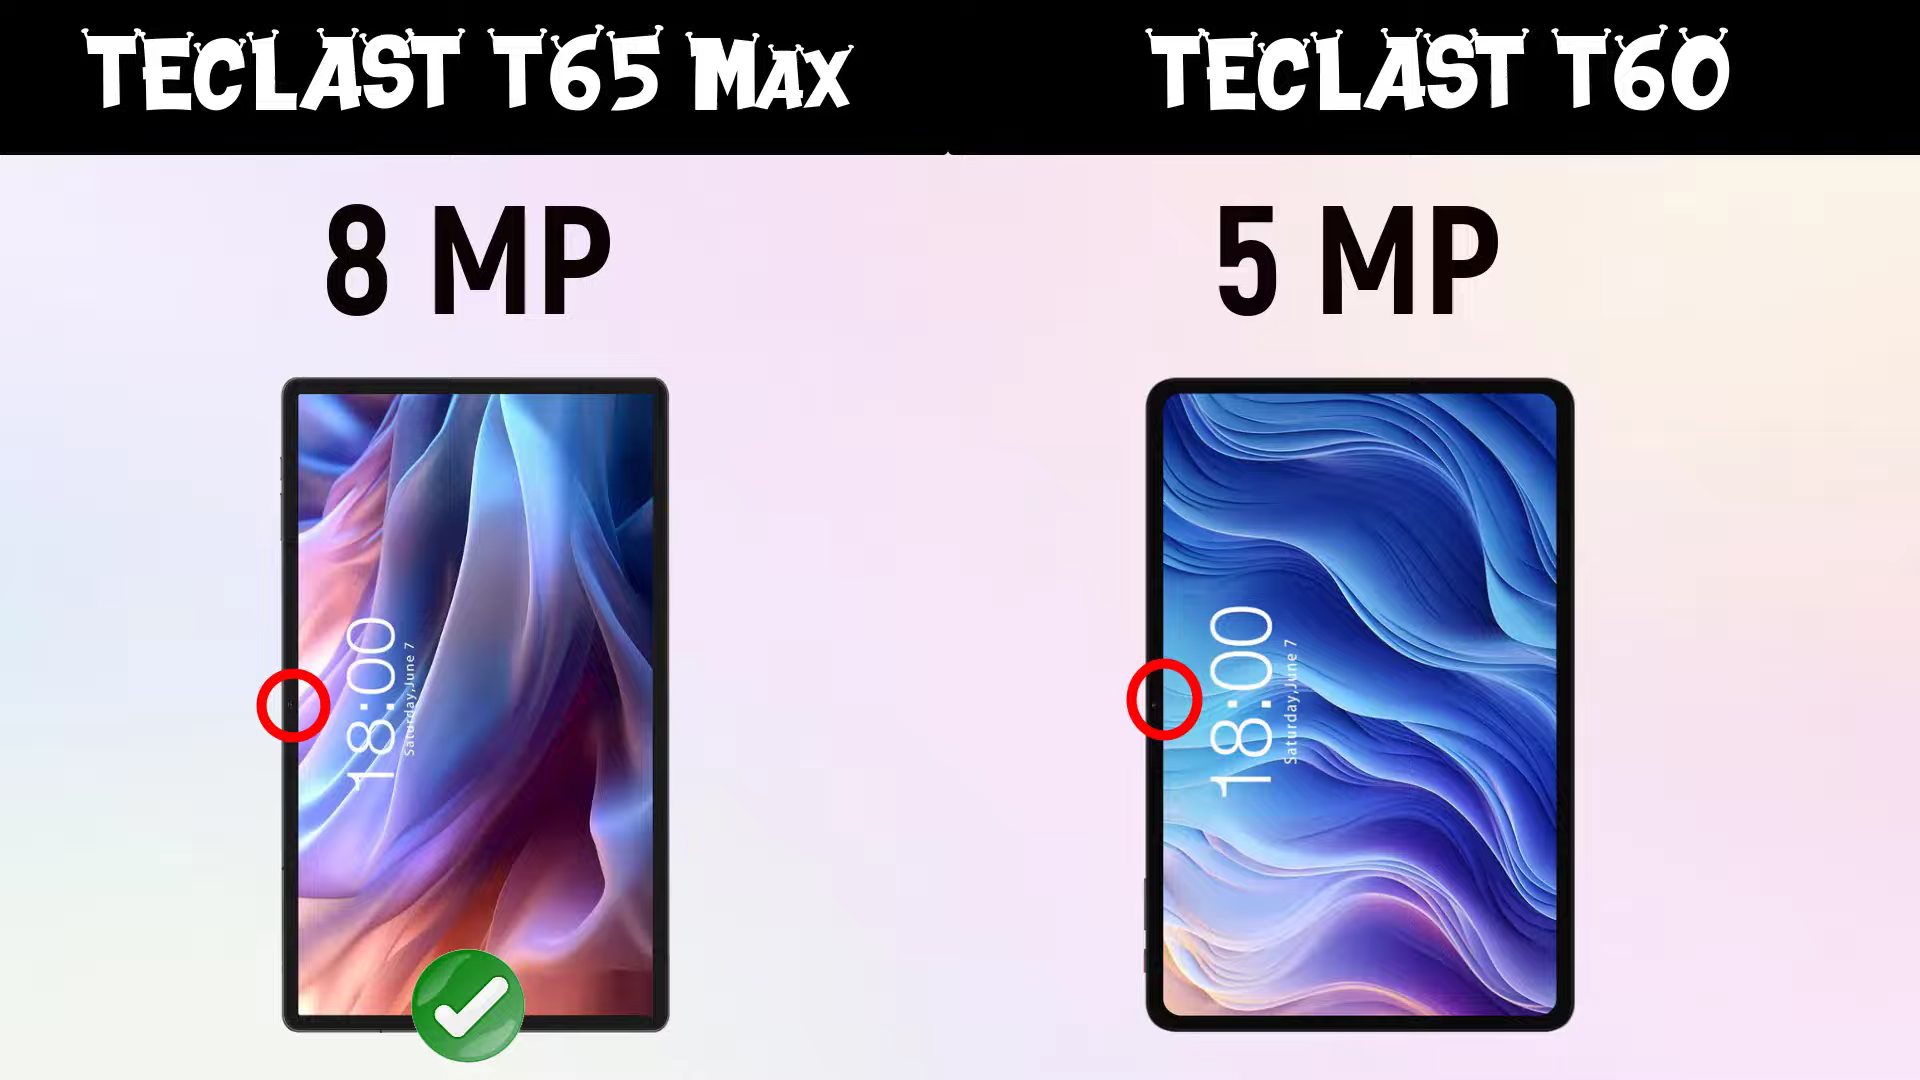 TECLAST T65 MAX
TECLAST T60
8 MP
5 MP
18:00
Saturday,June 7
18:00
Saturday,June 7